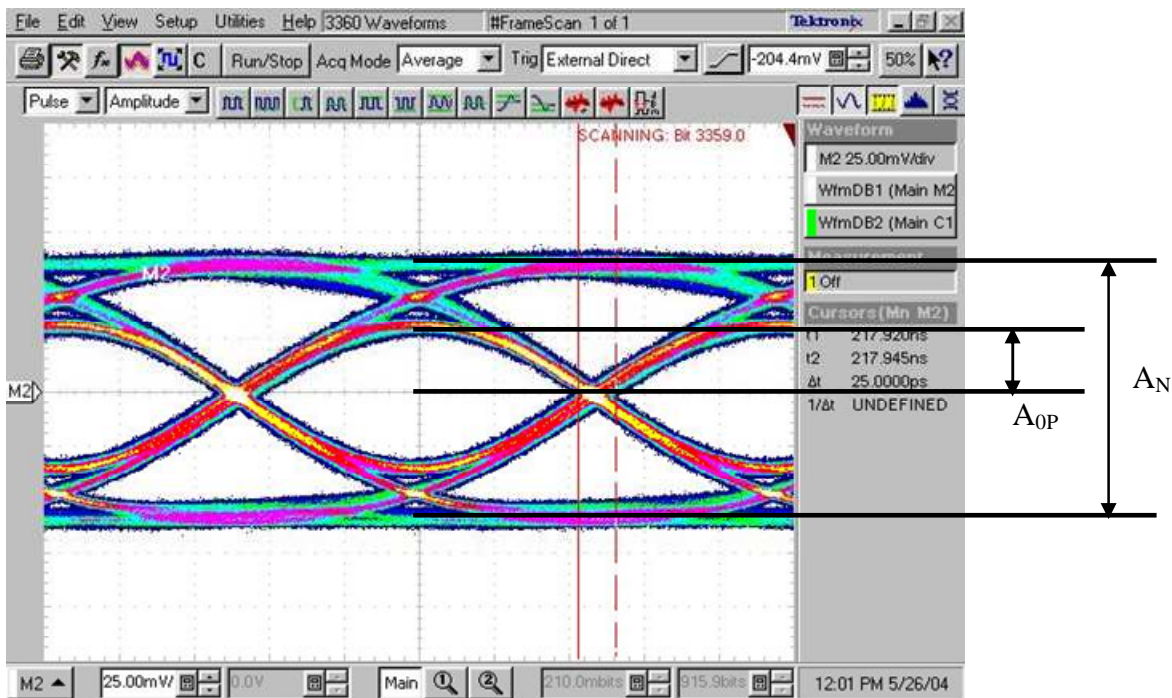 File Edit View Setup Utilities Help 3360 Waveforms #FrameScan 1 of 1 Tektronix
C Run/Stop Acq Mode Average Trig External Direct -204.4mV 50%
Pulse Amplitude
SCANNING: Bit 3359.0
Waveform
M2 25.00mV/div
WfmDB1 (Main M2
WfmDB2 (Main C1
M2
Measurement
1 Off
Cursors (Mn M2)
t1 217.920ns
t2 217.945ns
Δt 25.0000ps
1/Δt UNDEFINED
M2
A0P
AN
M2 25.00mV/ 0.0V Main 1 2 210.0mbits 915.9bits 12:01 PM 5/26/04